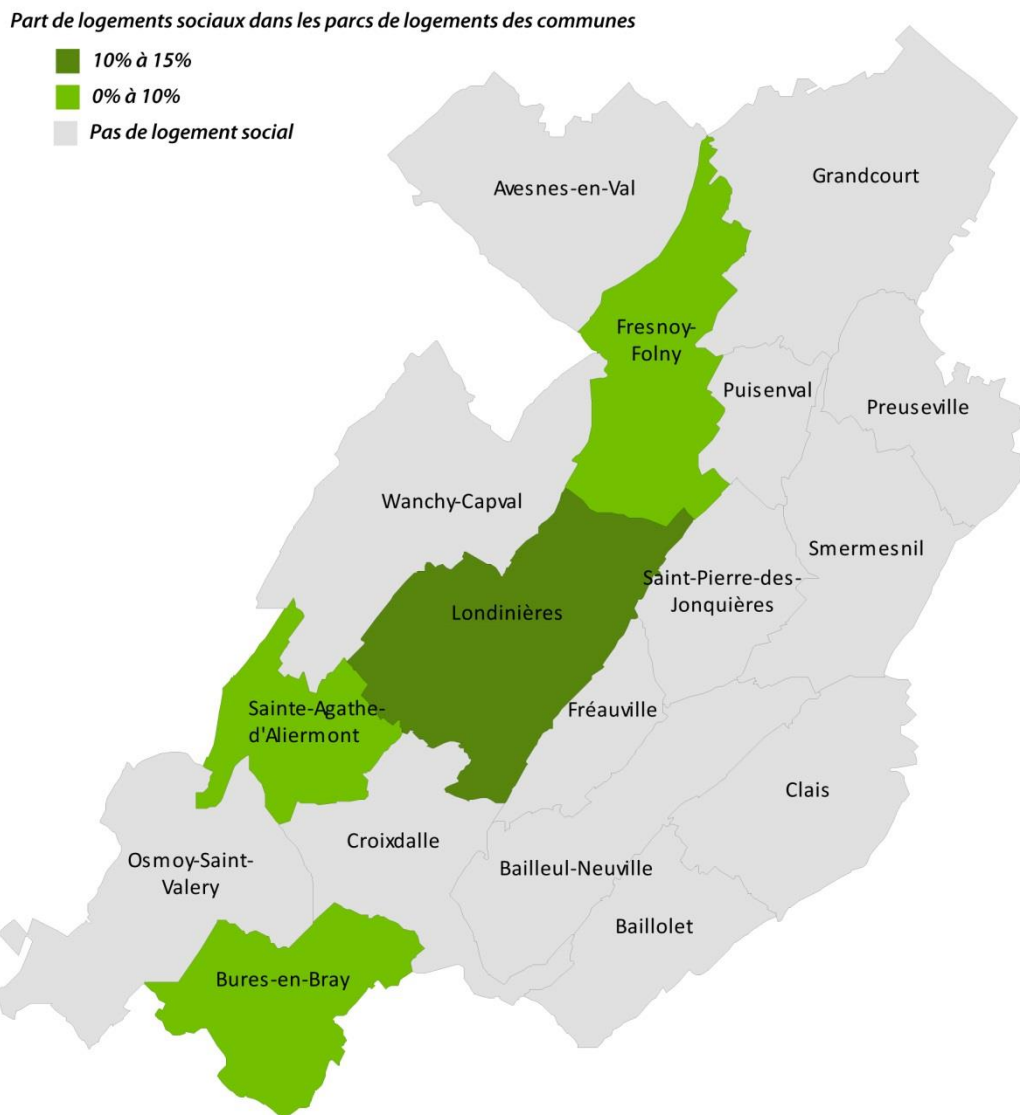 Part de logements sociaux dans les parcs de logements des communes
10% à 15%
0% à 10%
Pas de logement social
Avesnes-en-Val
Grandcourt
Fresnoy-
Folny
Puisenval
Preuseville
Wanchy-Capval
Smermesnil
Saint-Pierre-des-
Jonquières
Londinières
Fréauville
Sainte-Agathe-
d'Aliermont
Clais
Croixdalle
Osmoy-Saint-
Valery
Bailleul-Neuville
Baillolet
Bures-en-Bray